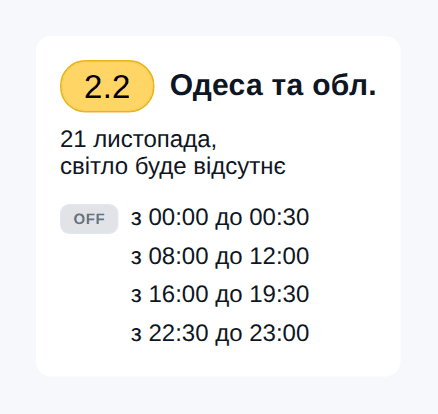 2.2 Одеса та обл.
21 листопада,
світло буде відсутнє
OFF з 00:00 до 00:30
з 08:00 до 12:00
з 16:00 до 19:30
з 22:30 до 23:00